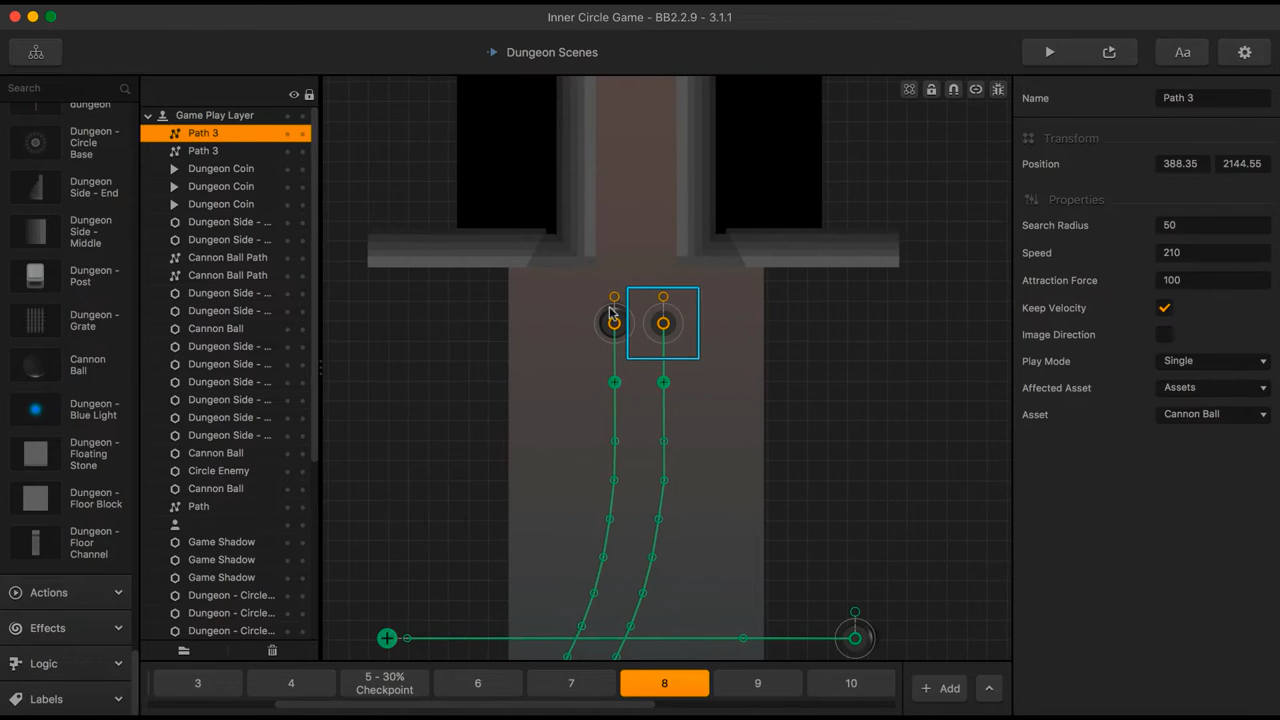 Inner Circle Game - BB2.2.9 - 3.1.1
Dungeon Scenes
Aa
Search
dungeon
Dungeon -
Circle
Base
Dungeon
Side - End
Dungeon
Side -
Middle
Dungeon -
Post
Dungeon -
Grate
Cannon
Ball
Dungeon -
Blue Light
Dungeon -
Floating
Stone
Dungeon -
Floor Block
Dungeon -
Floor
Channel
Actions
Effects
Logic
Labels
Game Play Layer
Path 3
Path 3
Dungeon Coin
Dungeon Coin
Dungeon Coin
Dungeon Side - ...
Dungeon Side - ...
Cannon Ball Path
Cannon Ball Path
Dungeon Side - ...
Dungeon Side - ...
Cannon Ball
Dungeon Side - ...
Dungeon Side - ...
Dungeon Side - ...
Dungeon Side - ...
Dungeon Side - ...
Dungeon Side - ...
Cannon Ball
Circle Enemy
Cannon Ball
Path
Game Shadow
Game Shadow
Game Shadow
Dungeon - Circle...
Dungeon - Circle...
Dungeon - Circle...
3
4
5 - 30%
Checkpoint
6
7
8
9
10
+ Add
Name Path 3
Transform
Position 388.35 2144.55
Properties
Search Radius 50
Speed 210
Attraction Force 100
Keep Velocity
Image Direction
Play Mode Single
Affected Asset Assets
Asset Cannon Ball